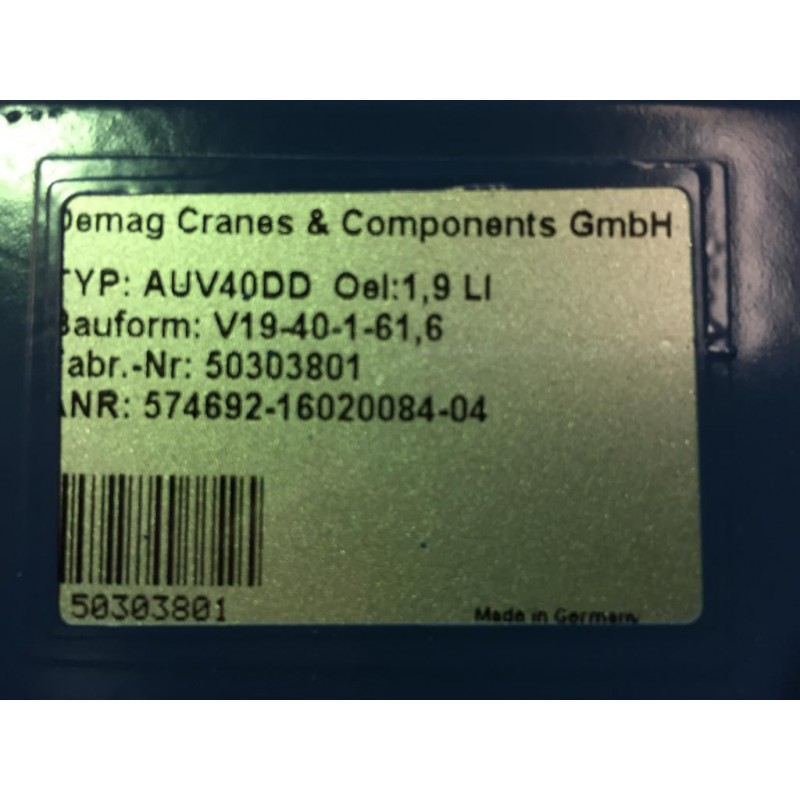 Demag Cranes & Components GmbH
TYP: AUV40DD Oel:1,9 LI
Bauform: V19-40-1-61,6
Fabr.-Nr: 50303801
ANR: 574692-16020084-04
50303801
Made in Germany